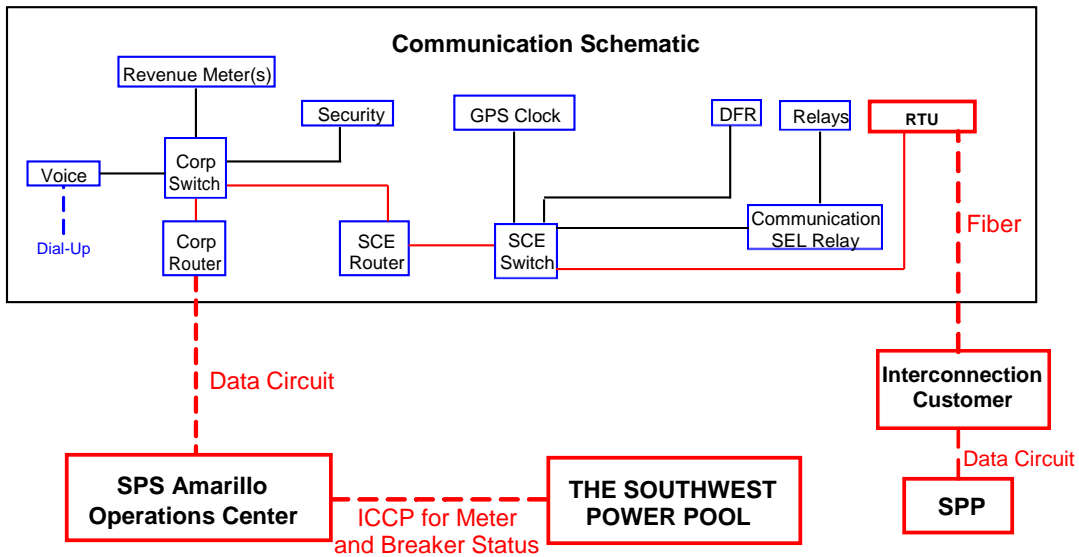 Communication Schematic
Revenue Meter(s)
Security
GPS Clock
DFR
Relays
RTU
Voice
Corp
Switch
Dial-Up
Corp
Router
SCE
Router
SCE
Switch
Communication
SEL Relay
Fiber
Data Circuit
Interconnection
Customer
Data Circuit
SPS Amarillo
Operations Center
ICCP for Meter
and Breaker Status
THE SOUTHWEST
POWER POOL
SPP